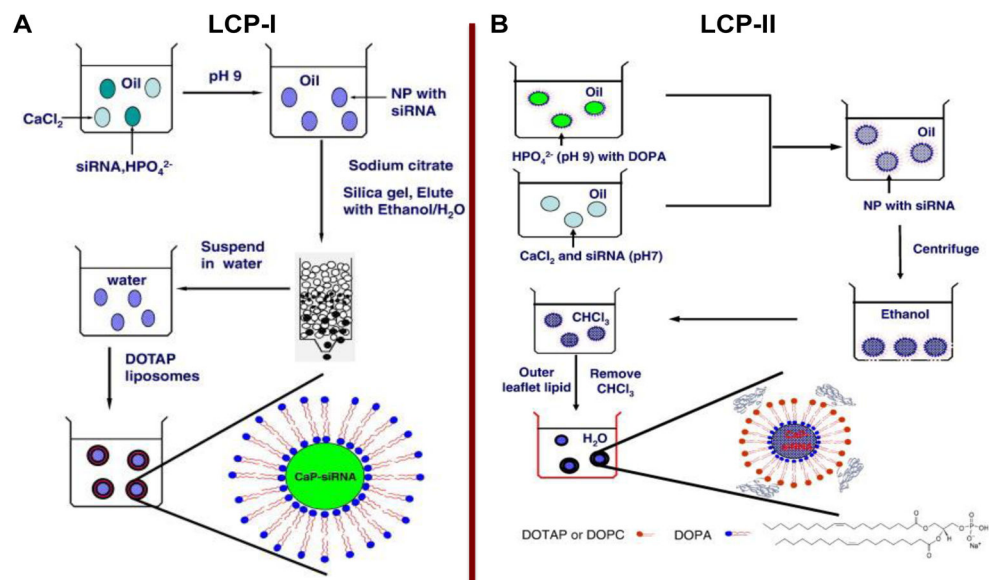 A
LCP-I
Oil
pH 9
Oil
NP with
siRNA
CaCl₂
siRNA,HPO₄²⁻
Sodium citrate
Silica gel, Elute
with Ethanol/H₂O
Suspend
in water
water
DOTAP
liposomes
CaP-siRNA
B
LCP-II
Oil
HPO₄²⁻ (pH 9) with DOPA
Oil
CaCl₂ and siRNA (pH7)
Oil
NP with siRNA
Centrifuge
Ethanol
CHCl₃
Outer
leaflet lipid
Remove
CHCl₃
H₂O
CaP-
siRNA
DOTAP or DOPC
DOPA
O
O
O
O
H
O
O
P
OH
O⁻
Na⁺